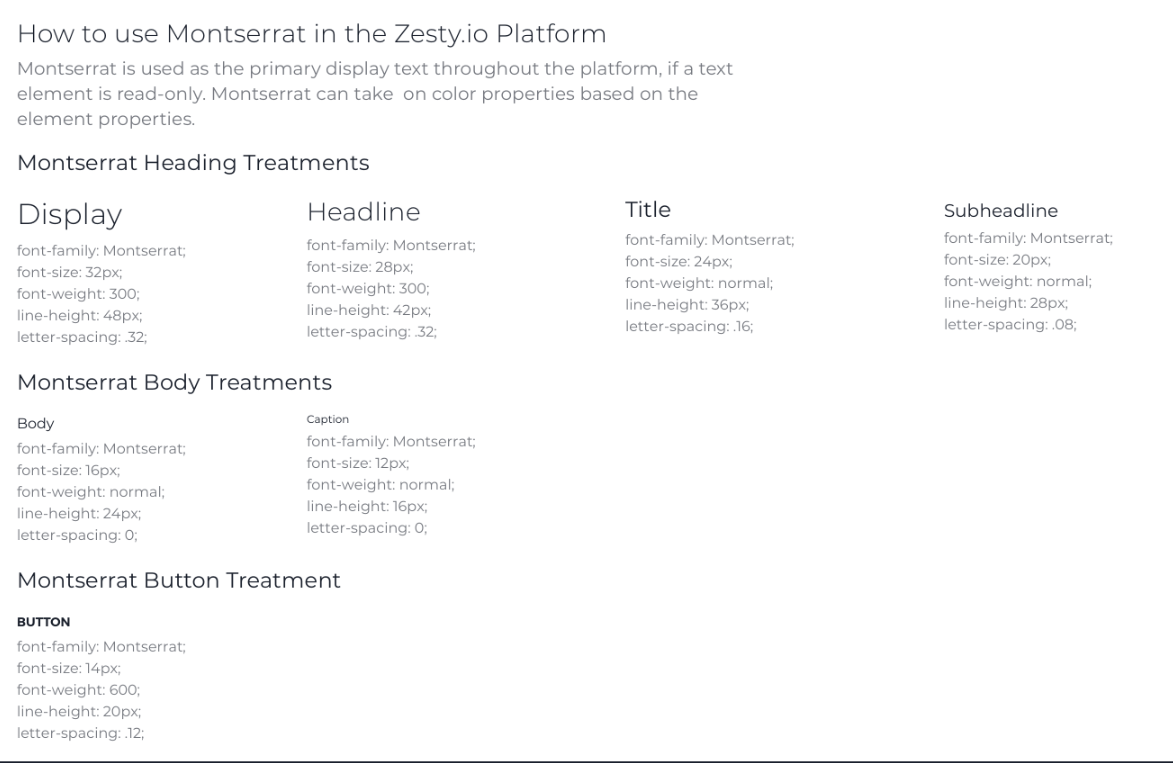 How to use Montserrat in the Zesty.io Platform
Montserrat is used as the primary display text throughout the platform, if a text
element is read-only. Montserrat can take  on color properties based on the
element properties.
Montserrat Heading Treatments
Display
font-family: Montserrat;
font-size: 32px;
font-weight: 300;
line-height: 48px;
letter-spacing: .32;
Headline
font-family: Montserrat;
font-size: 28px;
font-weight: 300;
line-height: 42px;
letter-spacing: .32;
Title
font-family: Montserrat;
font-size: 24px;
font-weight: normal;
line-height: 36px;
letter-spacing: .16;
Subheadline
font-family: Montserrat;
font-size: 20px;
font-weight: normal;
line-height: 28px;
letter-spacing: .08;
Montserrat Body Treatments
Body
font-family: Montserrat;
font-size: 16px;
font-weight: normal;
line-height: 24px;
letter-spacing: 0;
Caption
font-family: Montserrat;
font-size: 12px;
font-weight: normal;
line-height: 16px;
letter-spacing: 0;
Montserrat Button Treatment
BUTTON
font-family: Montserrat;
font-size: 14px;
font-weight: 600;
line-height: 20px;
letter-spacing: .12;